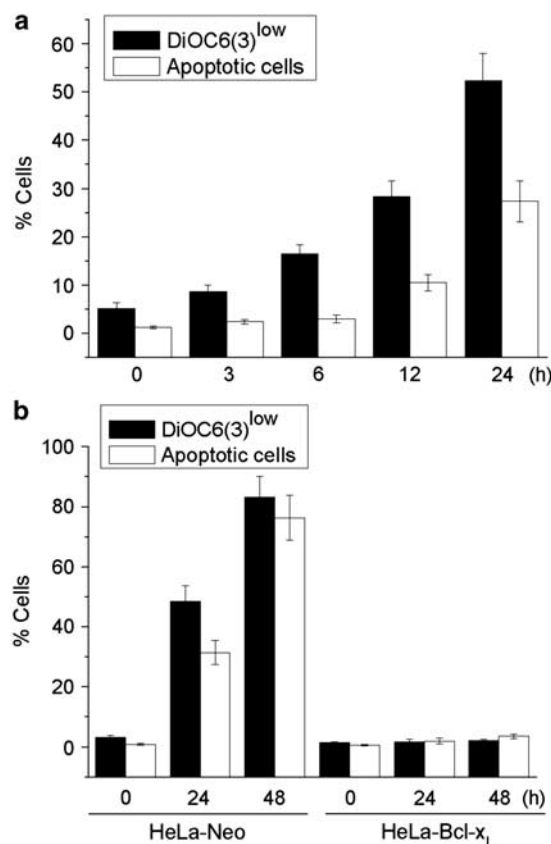 a
DiOC6(3)low
Apoptotic cells
60
50
40
30
20
10
0
% Cells
0 3 6 12 24 (h)
b
DiOC6(3)low
Apoptotic cells
100
80
60
40
20
0
% Cells
0 24 48 0 24 48 (h)
HeLa-Neo HeLa-Bcl-xL